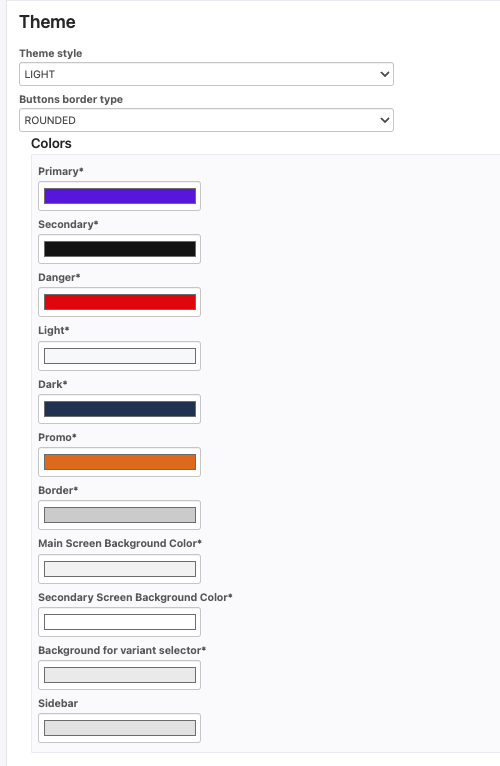 Theme
Theme style
LIGHT
Buttons border type
ROUNDED
Colors
Primary*
Secondary*
Danger*
Light*
Dark*
Promo*
Border*
Main Screen Background Color*
Secondary Screen Background Color*
Background for variant selector*
Sidebar